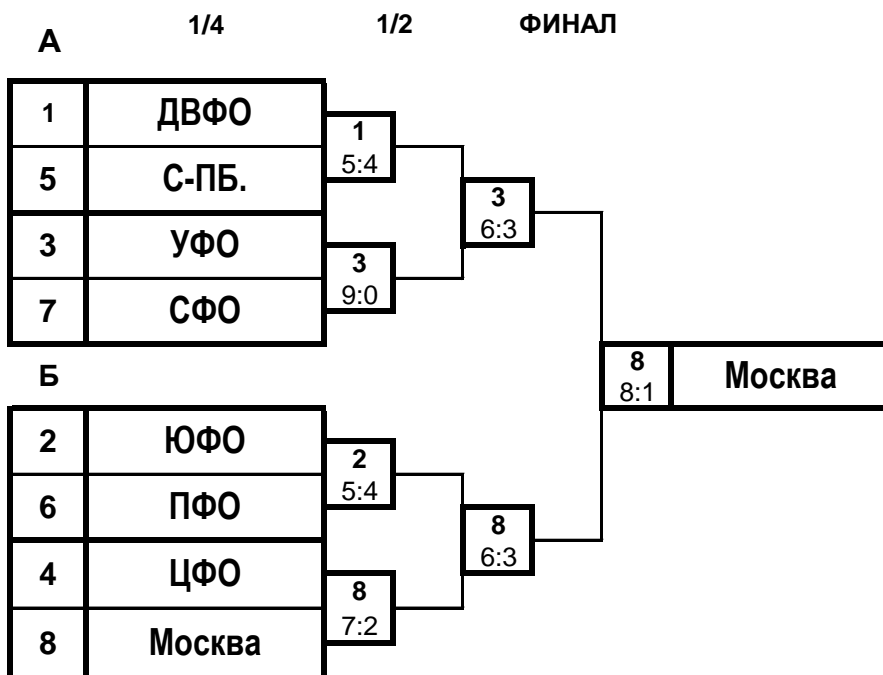 А 1/4 1/2 ФИНАЛ
1 ДВФО
1
5:4
5 С-ПБ.
3
6:3
3 УФО
3
9:0
7 СФО
8
8:1
Москва
Б
2 ЮФО
2
5:4
6 ПФО
8
6:3
4 ЦФО
8
7:2
8 Москва